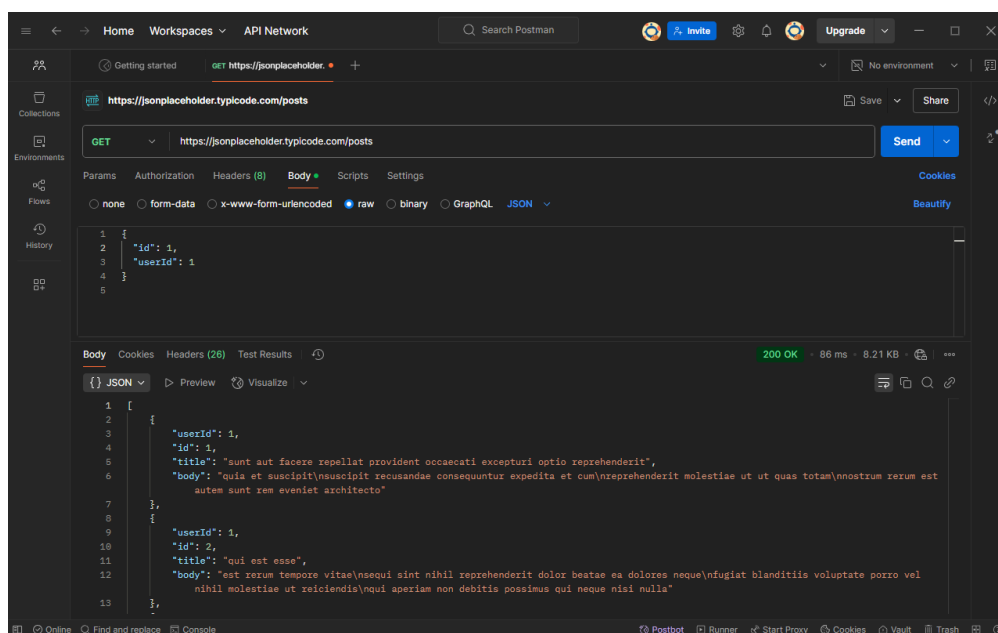 Home Workspaces API Network Search Postman Invite Upgrade
Getting started GET https://jsonplaceholder. No environment
HTTP https://jsonplaceholder.typicode.com/posts Save Share
Collections
GET https://jsonplaceholder.typicode.com/posts Send
Environments
Params Authorization Headers (8) Body Scripts Settings Cookies
Flows
none form-data x-www-form-urlencoded raw binary GraphQL JSON Beautify
History
1 {
2 "id": 1,
3 "userId": 1
4 }
5
Body Cookies Headers (26) Test Results 200 OK 86 ms 8.21 KB
{} JSON Preview Visualize
1 [
2 {
3 "userId": 1,
4 "id": 1,
5 "title": "sunt aut facere repellat provident occaecati excepturi optio reprehenderit",
6 "body": "quia et suscipit\nsuscipit recusandae consequuntur expedita et cum\nreprehenderit molestiae ut ut quas totam\nnostrum rerum est
autem sunt rem eveniet architecto"
7 },
8 {
9 "userId": 1,
10 "id": 2,
11 "title": "qui est esse",
12 "body": "est rerum tempore vitae\nsequi sint nihil reprehenderit dolor beatae ea dolores neque\nfugiat blanditiis voluptate porro vel
nihil molestiae ut reiciendis\nqui aperiam non debitis possimus qui neque nisi nulla"
13 },
Online Find and replace Console Postbot Runner Start Proxy Cookies Vault Trash